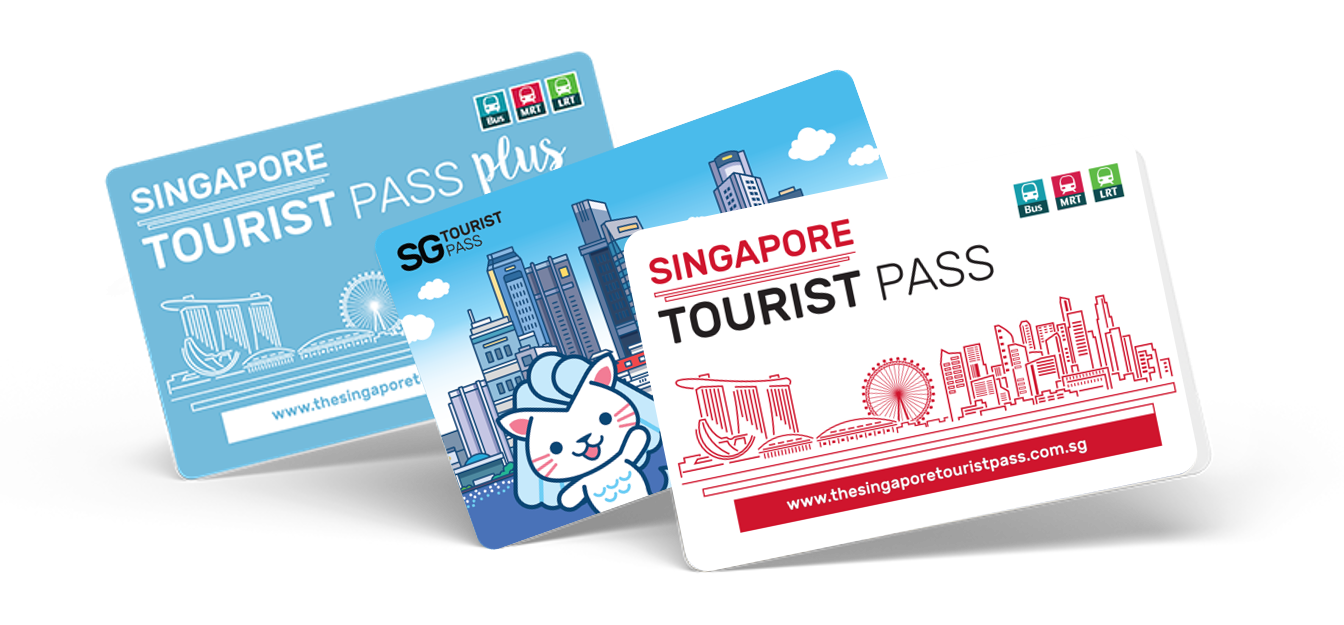 Bus MRT LRT
SINGAPORE
TOURIST PASS plus
www.thesingaporet
SG TOURIST
PASS
Bus MRT LRT
SINGAPORE
TOURIST PASS
www.thesingaporetouristpass.com.sg